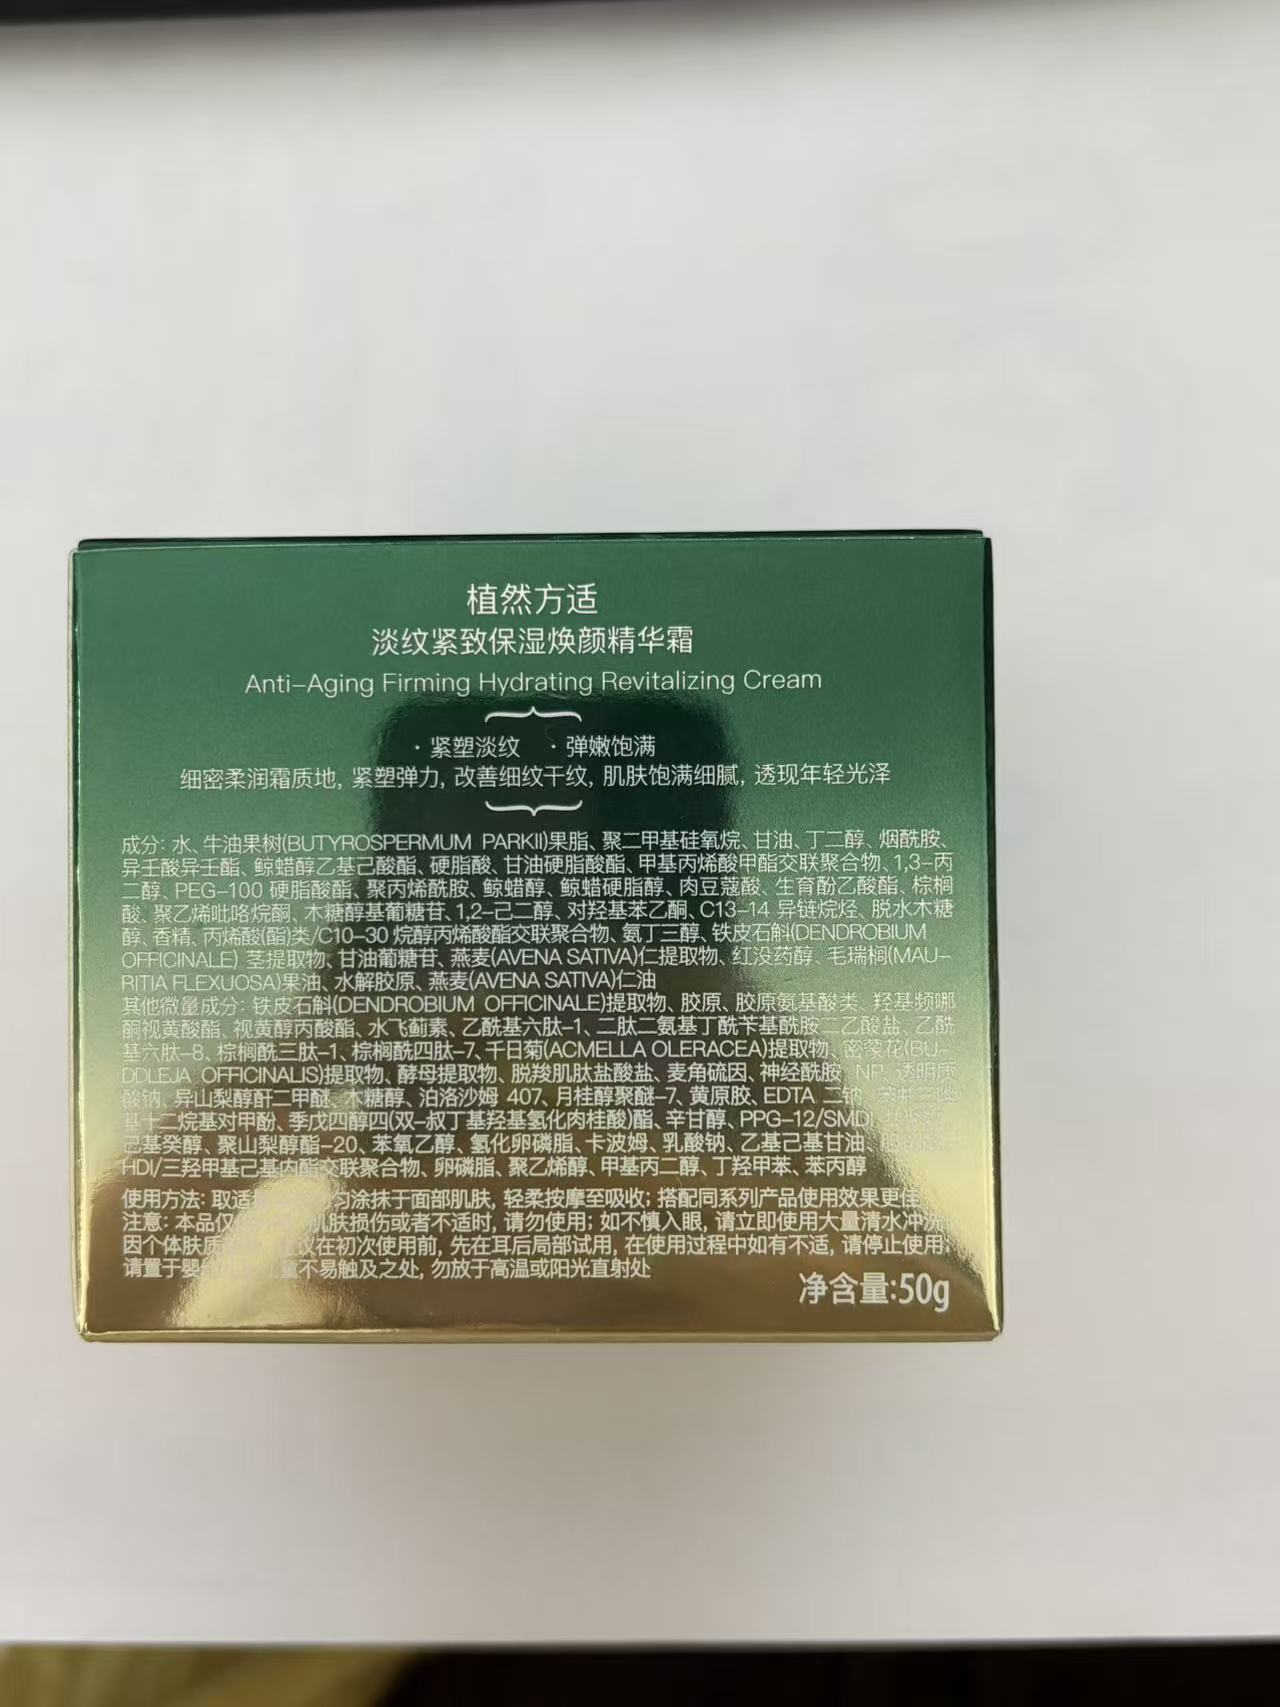 植然方适
淡纹紧致保湿焕颜精华霜
Anti-Aging Firming Hydrating Revitalizing Cream
·紧塑淡纹 ·弹嫩饱满
细密柔润霜质地, 紧塑弹力, 改善细纹干纹, 肌肤饱满细腻, 透现年轻光泽
成分: 水、牛油果树(BUTYROSPERMUM PARKII)果脂、聚二甲基硅氧烷、甘油、丁二醇、烟酰胺、
异壬酸异壬酯、鲸蜡醇乙基己酸酯、硬脂酸、甘油硬脂酸酯、甲基丙烯酸甲酯交联聚合物、1,3-丙
二醇、PEG-100 硬脂酸酯、聚丙烯酰胺、鲸蜡醇、鲸蜡硬脂醇、肉豆蔻酸、生育酚乙酸酯、棕榈
酸、聚乙烯吡咯烷酮、木糖醇基葡糖苷、1,2-己二醇、对羟基苯乙酮、C13-14 异链烷烃、脱水木糖
醇、香精、丙烯酸(酯)类/C10-30 烷醇丙烯酸酯交联聚合物、氨丁三醇、铁皮石斛(DENDROBIUM
OFFICINALE) 茎提取物、甘油葡糖苷、燕麦(AVENA SATIVA)仁提取物、红没药醇、毛瑞榈(MAU-
RITIA FLEXUOSA)果油、水解胶原、燕麦(AVENA SATIVA)仁油
其他微量成分: 铁皮石斛(DENDROBIUM OFFICINALE)提取物、胶原、胶原氨基酸类、羟基频哪
酮视黄酸酯、视黄醇丙酸酯、水飞蓟素、乙酰基六肽-1、二肽二氨基丁酰苄基酰胺二乙酸盐、乙酰
基六肽-8、棕榈酰三肽-1、棕榈酰四肽-7、千日菊(ACMELLA OLERACEA)提取物、密蒙花(BU-
DDLEJA OFFICINALIS)提取物、酵母提取物、脱羧肌肽盐酸盐、麦角硫因、神经酰胺 NP、透明质
酸钠、异山梨醇酐二甲醚、木糖醇、泊洛沙姆 407、月桂醇聚醚-7、黄原胶、EDTA 二钠、
基十二烷基对甲酚、季戊四醇四(双-叔丁基羟基氢化肉桂酸)酯、辛甘醇、PPG-12/SMD
己基癸醇、聚山梨醇酯-20、苯氧乙醇、氢化卵磷脂、卡波姆、乳酸钠、乙基己基甘油、
HDI/三羟甲基己基内酯交联聚合物、卵磷脂、聚乙烯醇、甲基丙二醇、丁羟甲苯、苯丙醇
使用方法: 取适 匀涂抹于面部肌肤, 轻柔按摩至吸收; 搭配同系列产品使用效果更佳
注意: 本品仅 肌肤损伤或者不适时, 请勿使用; 如不慎入眼, 请立即使用大量清水冲洗;
因个体肤质 议在初次使用前, 先在耳后局部试用, 在使用过程中如有不适, 请停止使用;
请置于婴 童不易触及之处, 勿放于高温或阳光直射处
净含量:50g